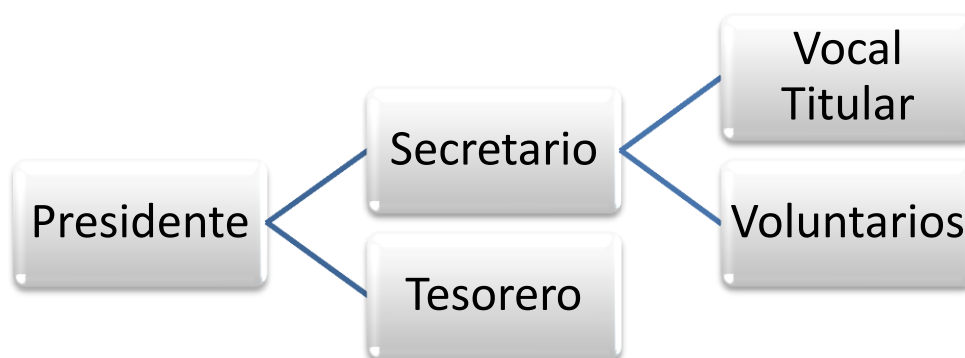 Presidente
Secretario
Tesorero
Vocal
Titular
Voluntarios